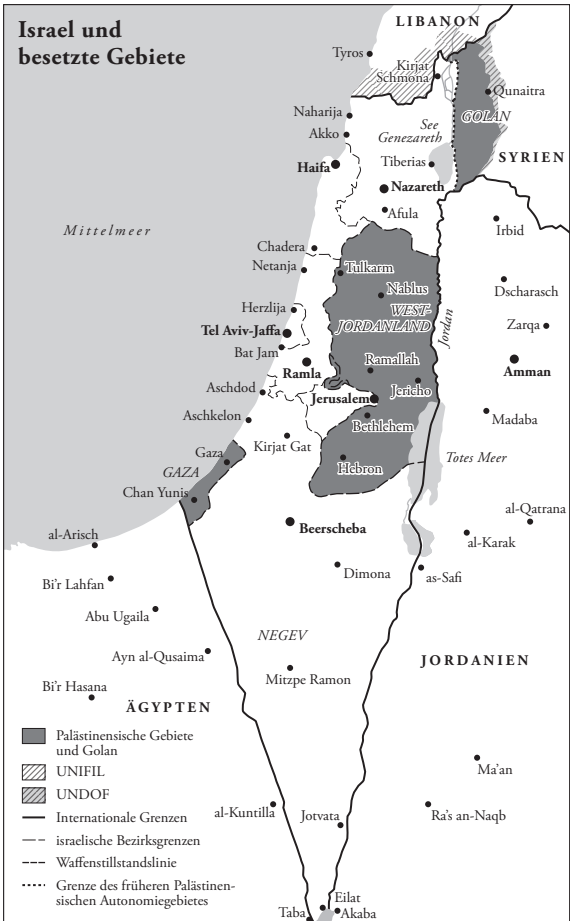 Israel und
besetzte Gebiete
LIBANON
Tyros
Kirjat
Schmona
Qunaitra
GOLAN
Naharija
See
Genezareth
Akko
Tiberias
SYRIEN
Haifa
Nazareth
Afula
Irbid
Mittelmeer
Chadera
Netanja
Tulkarm
Dscharasch
Nablus
Herzlija
WEST-
JORDANLAND
Jordan
Zarqa
Tel Aviv-Jaffa
Bat Jam
Ramla
Ramallah
Amman
Jericho
Aschdod
Jerusalem
Madaba
Aschkelon
Bethlehem
Kirjat Gat
Gaza
GAZA
Hebron
Totes Meer
Chan Yunis
al-Qatrana
Beerscheba
al-Arisch
al-Karak
Dimona
as-Safi
Bi'r Lahfan
Abu Ugaila
NEGEV
Ayn al-Qusaima
JORDANIEN
Mitzpe Ramon
Bi'r Hasana
ÄGYPTEN
Palästinensische Gebiete
und Golan
UNIFIL
UNDOF
Internationale Grenzen
israelische Bezirksgrenzen
Waffenstillstandslinie
Grenze des früheren Palästinen-
sischen Autonomiegebietes
Ma'an
al-Kuntilla
Jotvata
Ra's an-Naqb
Eilat
Taba
Akaba